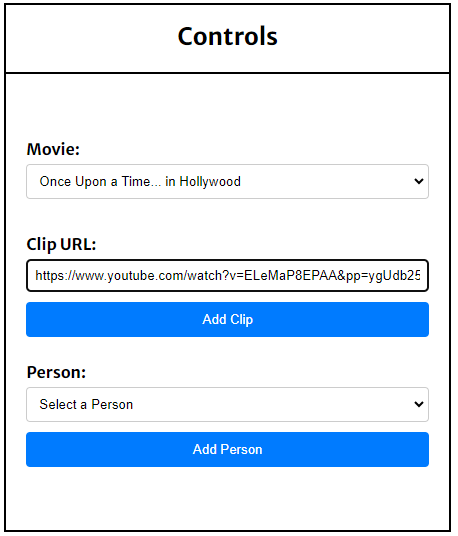 Controls
Movie:
Once Upon a Time... in Hollywood
Clip URL:
https://www.youtube.com/watch?v=ELeMaP8EPAA&pp=ygUdb25
Add Clip
Person:
Select a Person
Add Person